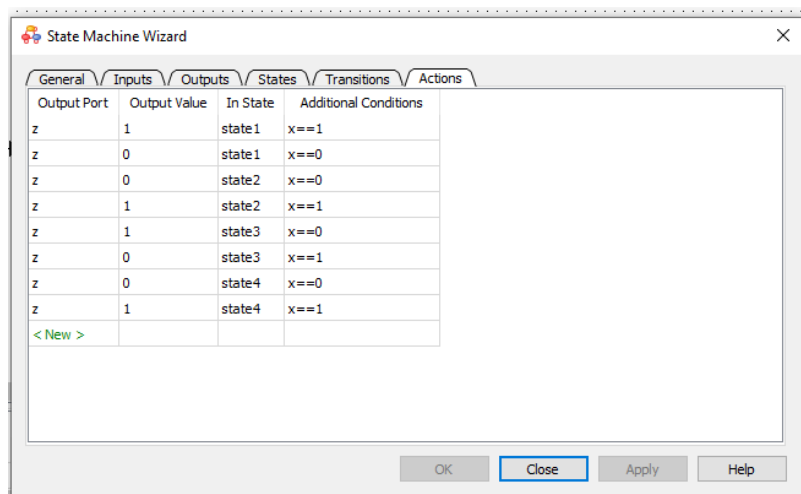 State Machine Wizard
General Inputs Outputs States Transitions Actions
Output Port Output Value In State Additional Conditions
z 1 state1 x==1
z 0 state1 x==0
z 0 state2 x==0
z 1 state2 x==1
z 1 state3 x==0
z 0 state3 x==1
z 0 state4 x==0
z 1 state4 x==1
< New >
OK Close Apply Help